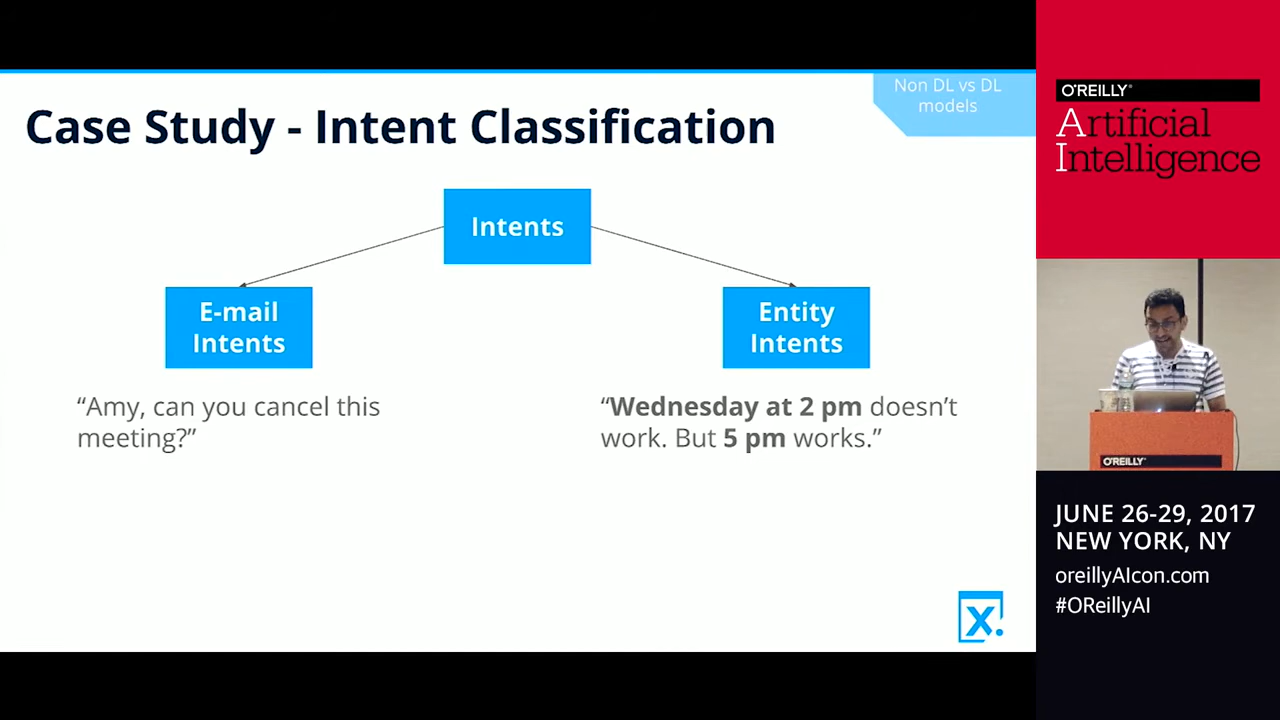 Non DL vs DL
models
Case Study - Intent Classification
Intents
E-mail
Intents
Entity
Intents
“Amy, can you cancel this
meeting?”
“Wednesday at 2 pm doesn’t
work. But 5 pm works.”
x.
O'REILLY®
Artificial
Intelligence
O'REILLY®
JUNE 26-29, 2017
NEW YORK, NY
oreillyAIcon.com
#OReillyAI